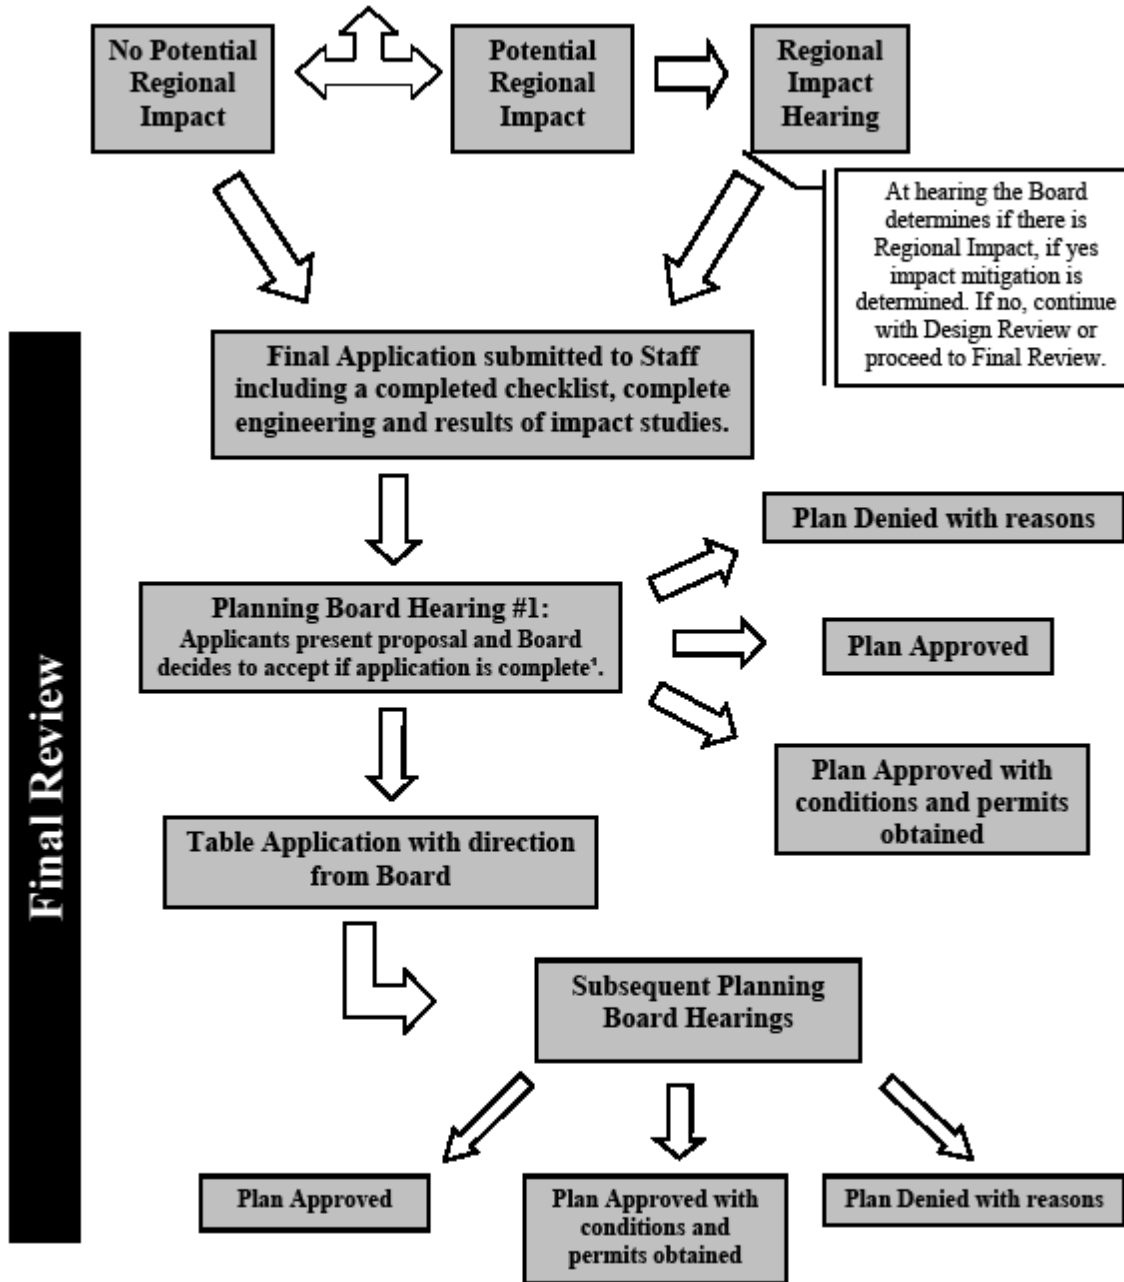 No Potential
Regional
Impact
Potential
Regional
Impact
Regional
Impact
Hearing
At hearing the Board
determines if there is
Regional Impact, if yes
impact mitigation is
determined. If no, continue
with Design Review or
proceed to Final Review.
Final Review
Final Application submitted to Staff
including a completed checklist, complete
engineering and results of impact studies.
Plan Denied with reasons
Planning Board Hearing #1:
Applicants present proposal and Board
decides to accept if application is complete⁴.
Plan Approved
Plan Approved with
conditions and permits
obtained
Table Application with direction
from Board
Subsequent Planning
Board Hearings
Plan Approved
Plan Approved with
conditions and
permits obtained
Plan Denied with reasons